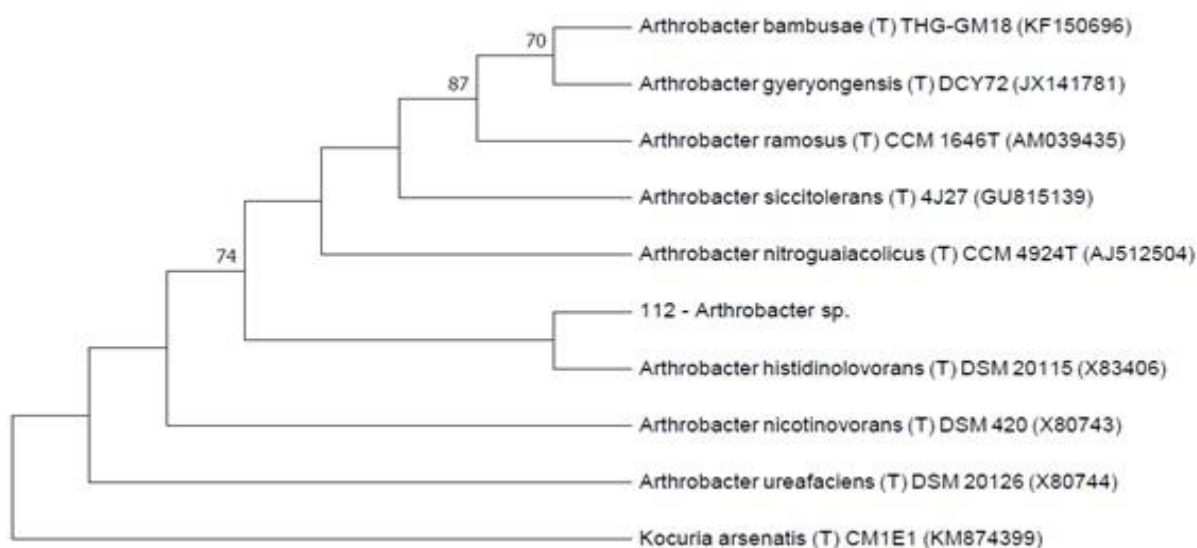 Arthrobacter bambusae (T) THG-GM18 (KF150696)
70
Arthrobacter gyeryongensis (T) DCY72 (JX141781)
87
Arthrobacter ramosus (T) CCM 1646T (AM039435)
Arthrobacter siccitolerans (T) 4J27 (GU815139)
74
Arthrobacter nitroguaiacolicus (T) CCM 4924T (AJ512504)
112 - Arthrobacter sp.
Arthrobacter histidinolovorans (T) DSM 20115 (X83406)
Arthrobacter nicotinovorans (T) DSM 420 (X80743)
Arthrobacter ureafaciens (T) DSM 20126 (X80744)
Kocuria arsenatis (T) CM1E1 (KM874399)